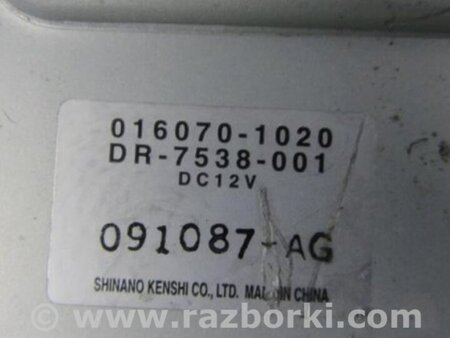 016070-1020
DR-7538-001
DC12V
091087-AG
SHINANO KENSHI CO., LTD. MADE IN CHINA
© www.razborki.com